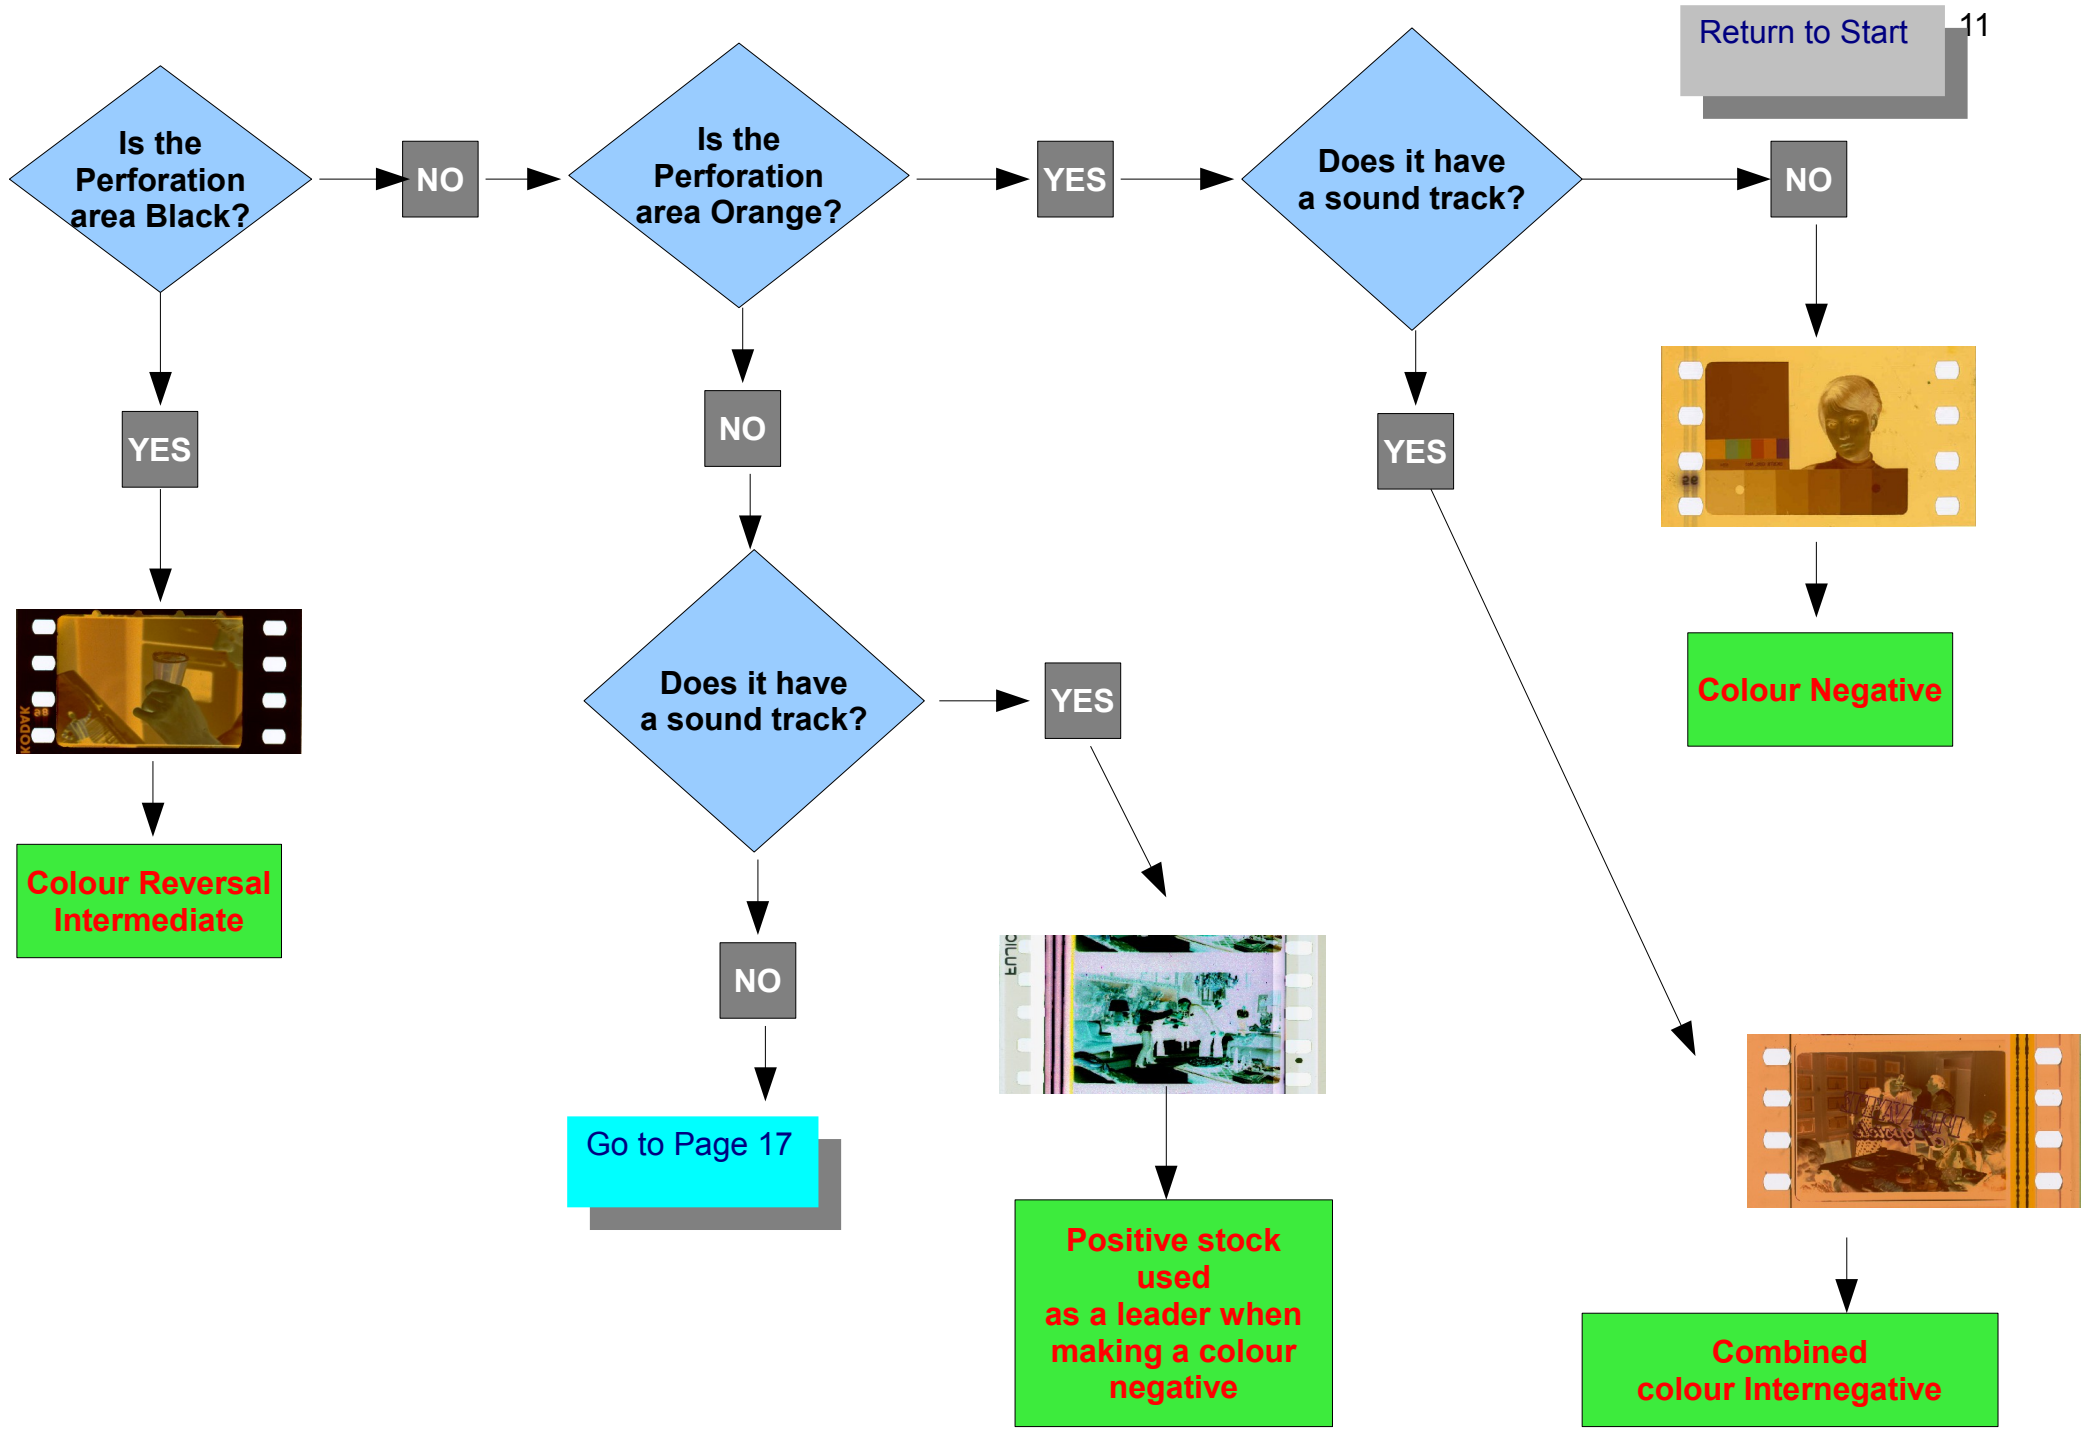 Return to Start
11
Is the
Perforation
area Black?
NO
Is the
Perforation
area Orange?
YES
Does it have
a sound track?
NO
YES
NO
YES
Does it have
a sound track?
YES
Colour Negative
KODAK
Colour Reversal
Intermediate
NO
FUJIC
Go to Page 17
Positive stock
used
as a leader when
making a colour
negative
Combined
colour Internegative